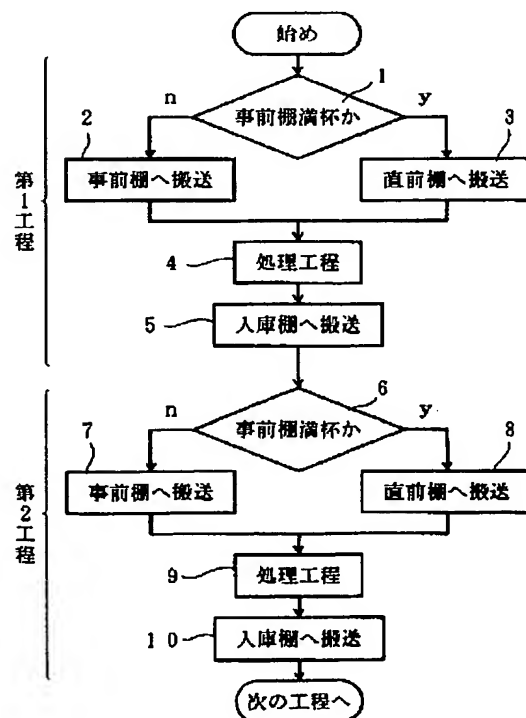 始め
1
事前棚満杯か
n
y
2
事前棚へ搬送
3
直前棚へ搬送
第1工程
4
処理工程
5
入庫棚へ搬送
6
事前棚満杯か
n
y
7
事前棚へ搬送
8
直前棚へ搬送
第2工程
9
処理工程
10
入庫棚へ搬送
次の工程へ